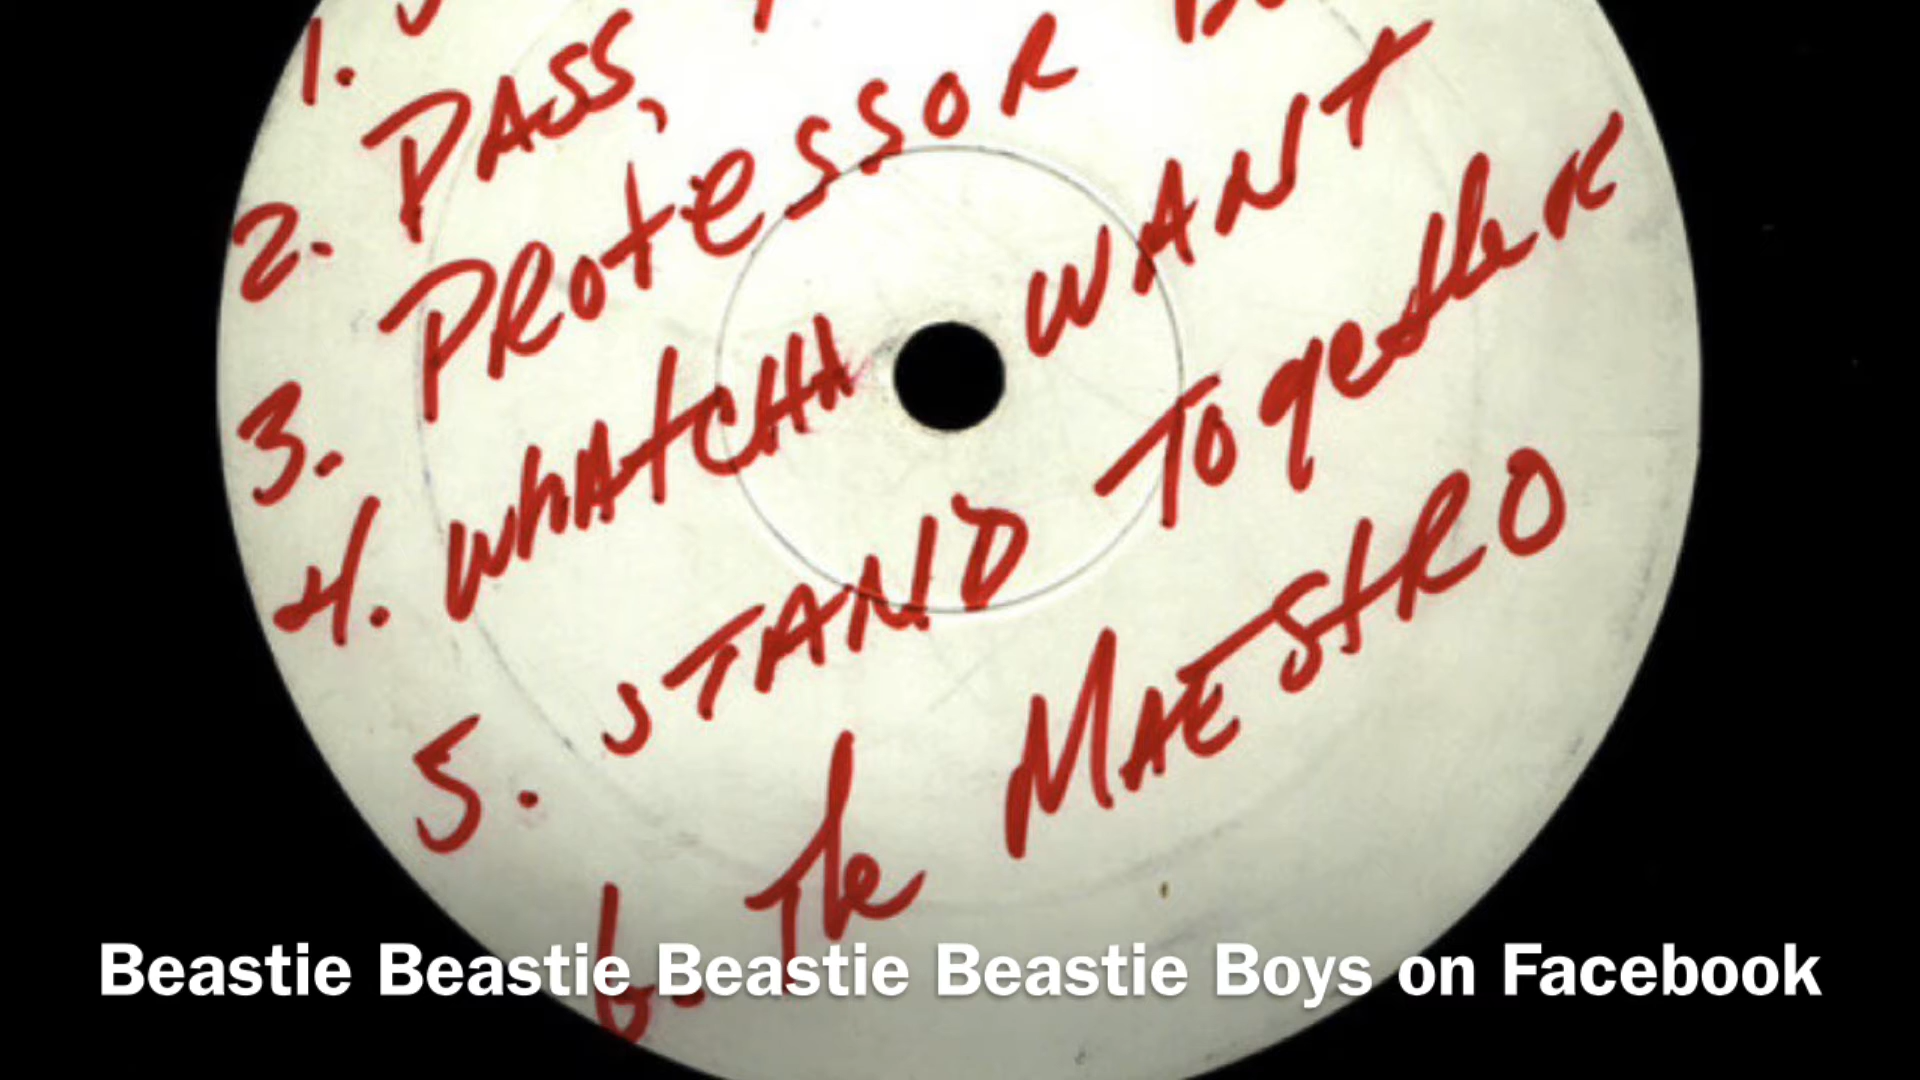 1.
2. PASS,
3. PROfESSOR
4. WhATCHA WANT
5. STAND TOgetheR
6. The MAESTRO
Beastie Beastie Beastie Beastie Boys on Facebook